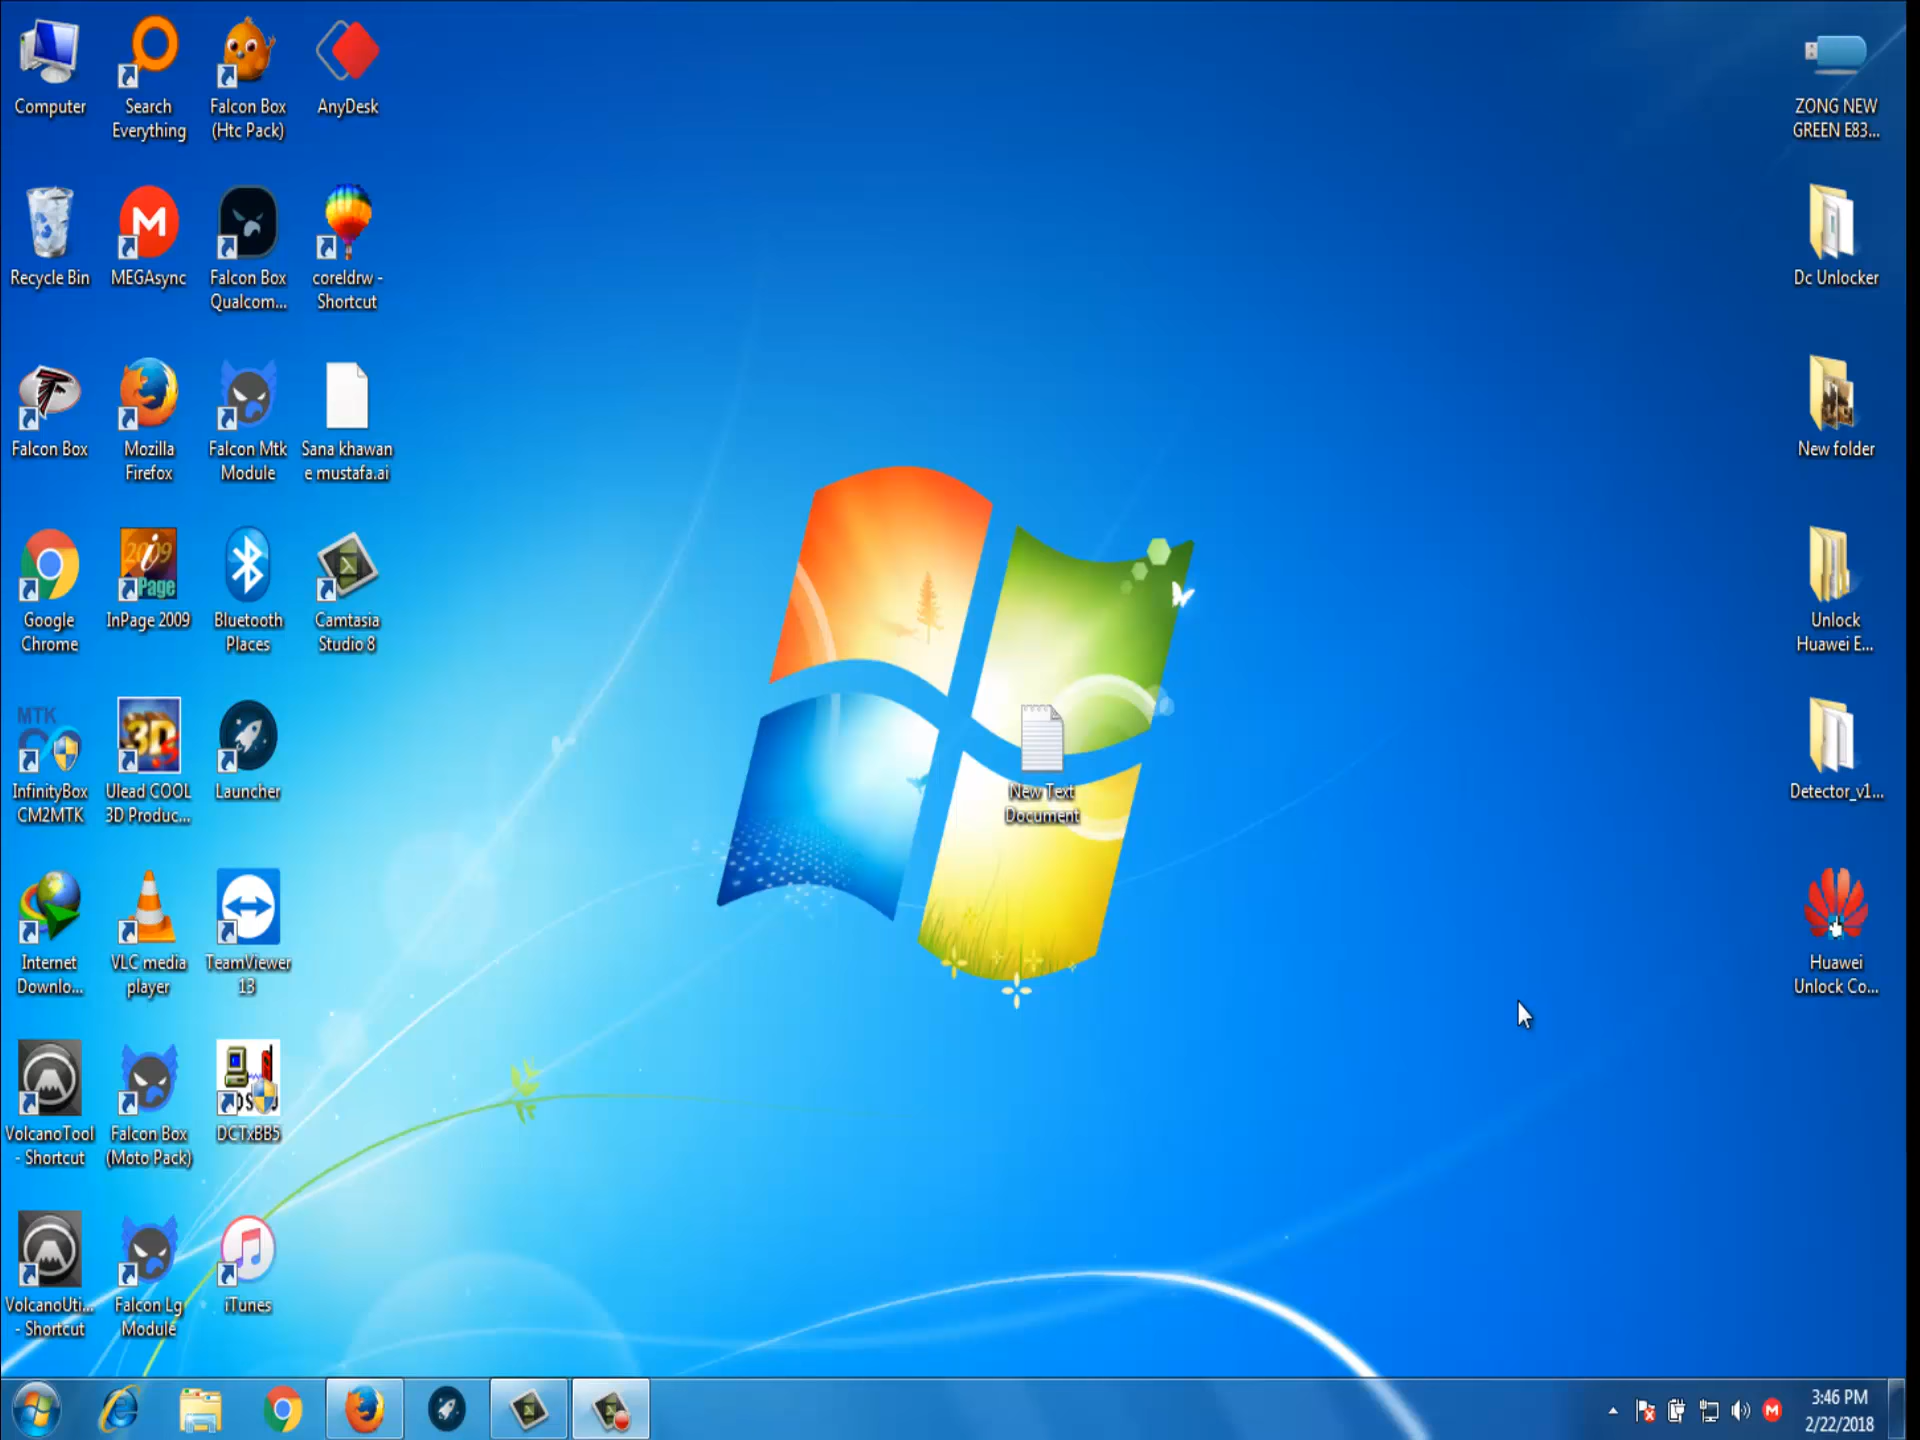 Computer
Search
Everything
Falcon Box
(Htc Pack)
AnyDesk
ZONG NEW
GREEN E83...
Recycle Bin
MEGAsync
Falcon Box
Qualcom...
coreldrw -
Shortcut
Dc Unlocker
Falcon Box
Mozilla
Firefox
Falcon Mtk
Module
Sana khawan
e mustafa.ai
New folder
Google
Chrome
2009
i
Page
InPage 2009
Bluetooth
Places
Camtasia
Studio 8
Unlock
Huawei E...
MTK
InfinityBox
CM2MTK
3D
Ulead COOL
3D Produc...
Launcher
New Text
Document
Detector_v1...
Internet
Downlo...
VLC media
player
TeamViewer
13
Huawei
Unlock Co...
VolcanoTool
- Shortcut
Falcon Box
(Moto Pack)
DCTxBB5
VolcanoUti...
- Shortcut
Falcon Lg
Module
iTunes
3:46 PM
2/22/2018